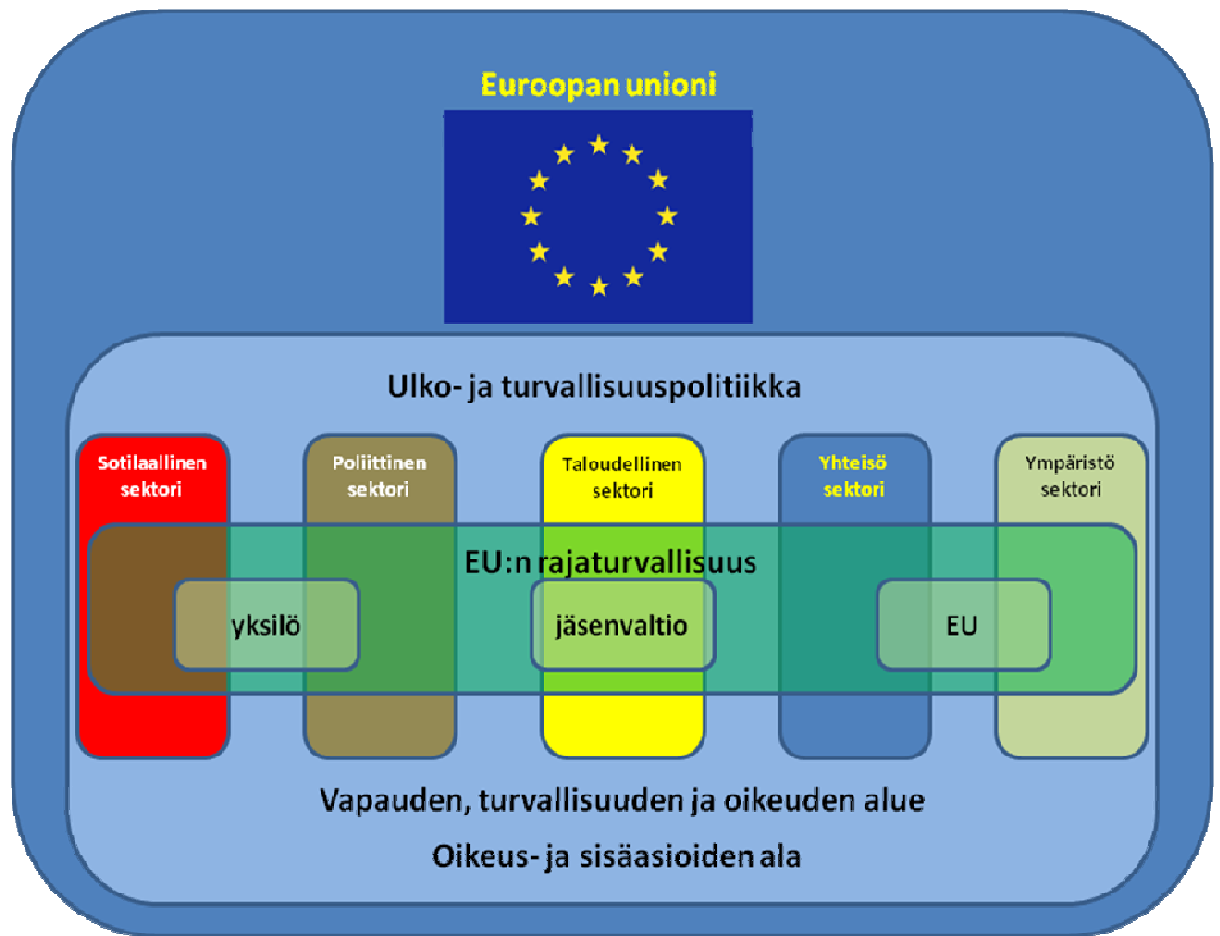 Euroopan unioni
Ulko- ja turvallisuuspolitiikka
Sotilaallinen
sektori
Poliittinen
sektori
Taloudellinen
sektori
Yhteisö
sektori
Ympäristö
sektori
EU:n rajaturvallisuus
yksilö
jäsenvaltio
EU
Vapauden, turvallisuuden ja oikeuden alue
Oikeus- ja sisäasioiden ala